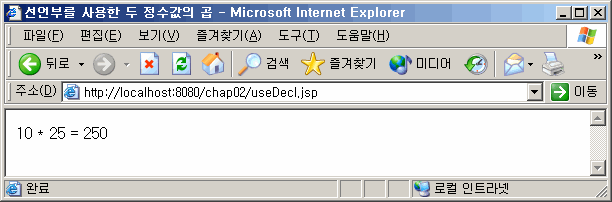 선언부를 사용한 두 정수값의 곱 - Microsoft Internet Explorer
파일(F) 편집(E) 보기(V) 즐겨찾기(A) 도구(T) 도움말(H)
뒤로 검색 즐겨찾기 미디어 »
주소(D) http://localhost:8080/chap02/useDecl.jsp 이동
10 * 25 = 250
완료 로컬 인트라넷